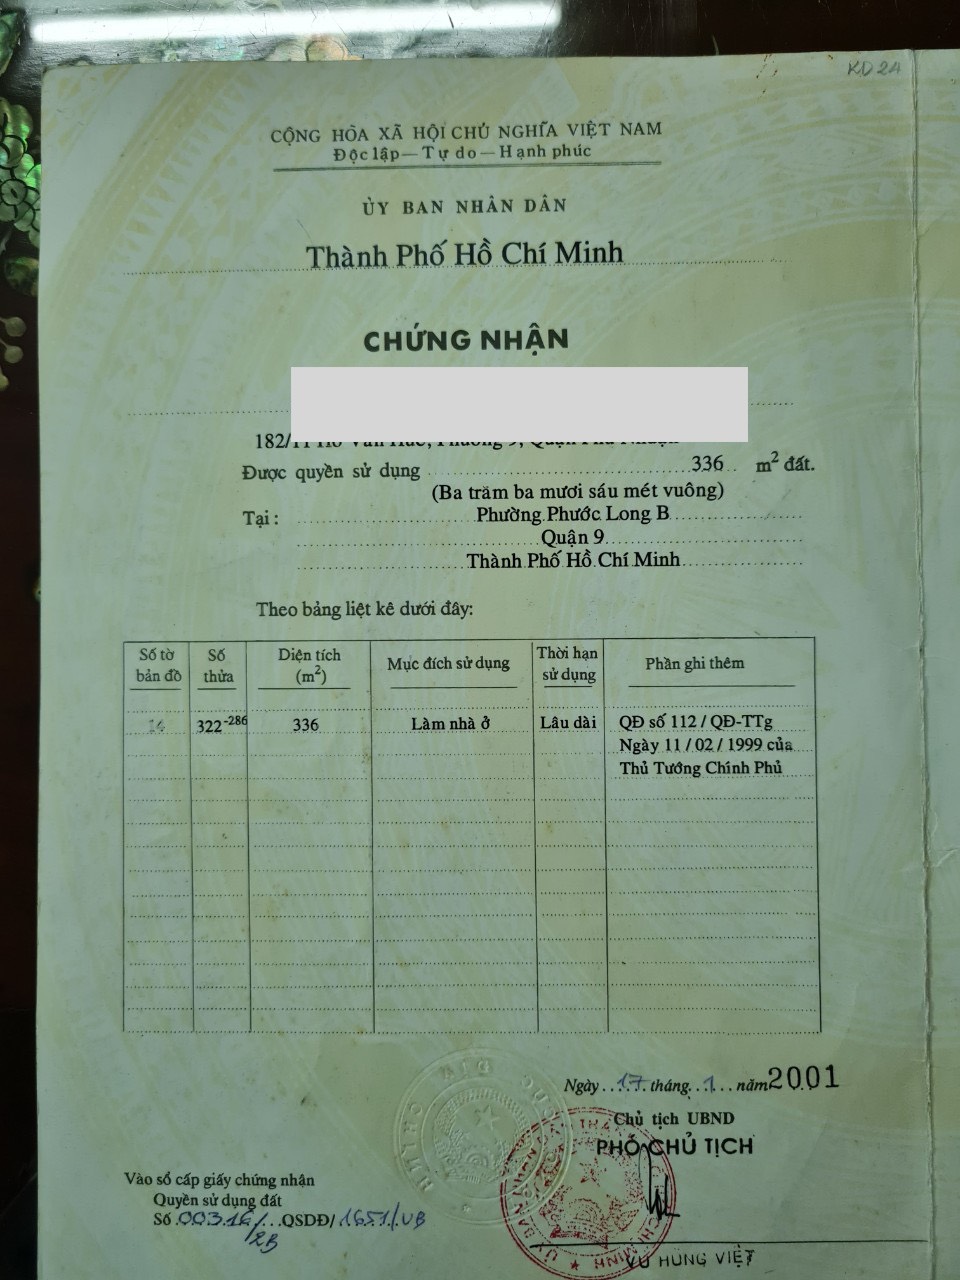 KD 24
CỘNG HÒA XÃ HỘI CHỦ NGHĨA VIỆT NAM
Độc lập — Tự do — Hạnh phúc
ỦY BAN NHÂN DÂN
Thành Phố Hồ Chí Minh
CHỨNG NHẬN
182/
Được quyền sử dụng 336 m² đất.
(Ba trăm ba mươi sáu mét vuông)
Tại: Phường Phước Long B
Quận 9
Thành Phố Hồ Chí Minh
Theo bảng liệt kê dưới đây:
Số tờ bản đồ Số thửa Diện tích (m²) Mục đích sử dụng Thời hạn sử dụng Phần ghi thêm
14 322-286 336 Làm nhà ở Lâu dài QĐ số 112 / QĐ-TTg
Ngày 11 / 02 / 1999 của
Thủ Tướng Chính Phủ
Ngày 17 tháng 1 năm 2001
Chủ tịch UBND
PHÓ CHỦ TỊCH
Vào sổ cấp giấy chứng nhận
Quyền sử dụng đất
Số 00316/2B QSDĐ/ 1651/UB
VŨ HÙNG VIỆT